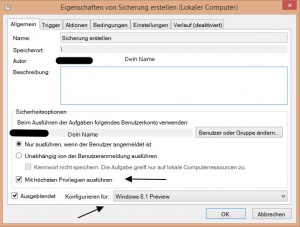 Eigenschaften von Sicherung erstellen (Lokaler Computer)
Allgemein Trigger Aktionen Bedingungen Einstellungen Verlauf (deaktiviert)
Name: Sicherung erstellen
Speicherort: \
Autor: Dein Name
Beschreibung:
Sicherheitsoptionen
Beim Ausführen der Aufgaben folgendes Benutzerkonto verwenden:
Dein Name Benutzer oder Gruppe ändern...
Nur ausführen, wenn der Benutzer angemeldet ist
Unabhängig von der Benutzeranmeldung ausführen
Kennwort nicht speichern. Die Aufgabe greift nur auf lokale Computerressourcen zu
Mit höchsten Privilegien ausführen
Ausgeblendet Konfigurieren für: Windows 8.1 Preview
OK Abbrechen